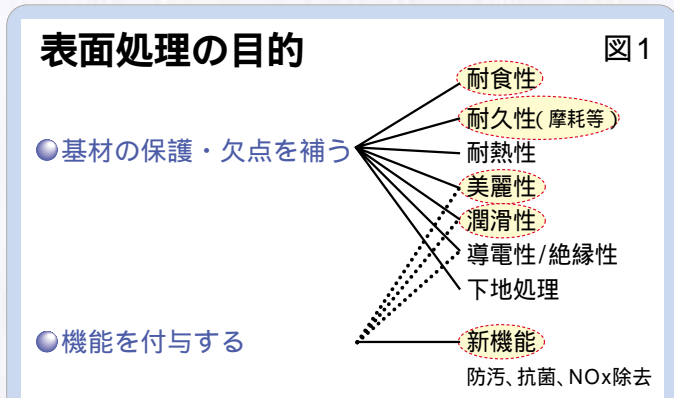 表面処理の目的
図1
耐食性
耐久性(摩耗等)
●基材の保護・欠点を補う
耐熱性
美麗性
潤滑性
導電性/絶縁性
下地処理
●機能を付与する
新機能
防汚、抗菌、NOx除去